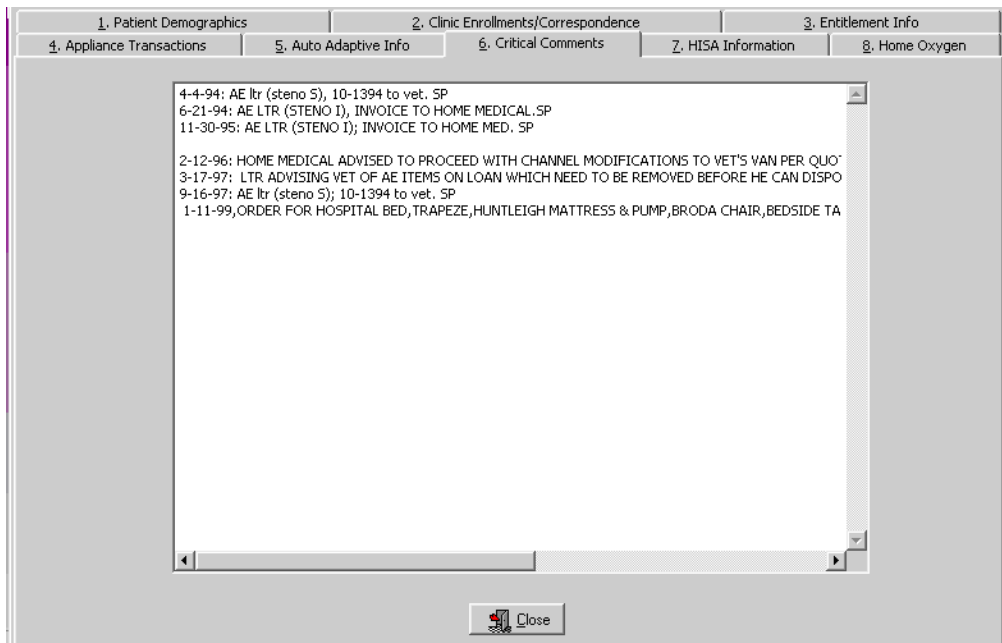 1. Patient Demographics
2. Clinic Enrollments/Correspondence
3. Entitlement Info
4. Appliance Transactions
5. Auto Adaptive Info
6. Critical Comments
7. HISA Information
8. Home Oxygen
4-4-94: AE ltr (steno S), 10-1394 to vet. SP
6-21-94: AE LTR (STENO I), INVOICE TO HOME MEDICAL.SP
11-30-95: AE LTR (STENO I); INVOICE TO HOME MED. SP
2-12-96: HOME MEDICAL ADVISED TO PROCEED WITH CHANNEL MODIFICATIONS TO VET'S VAN PER QUO
3-17-97:  LTR ADVISING VET OF AE ITEMS ON LOAN WHICH NEED TO BE REMOVED BEFORE HE CAN DISPO
9-16-97: AE ltr (steno S); 10-1394 to vet. SP
1-11-99,ORDER FOR HOSPITAL BED,TRAPEZE,HUNTLEIGH MATTRESS & PUMP,BRODA CHAIR,BEDSIDE TA
Close